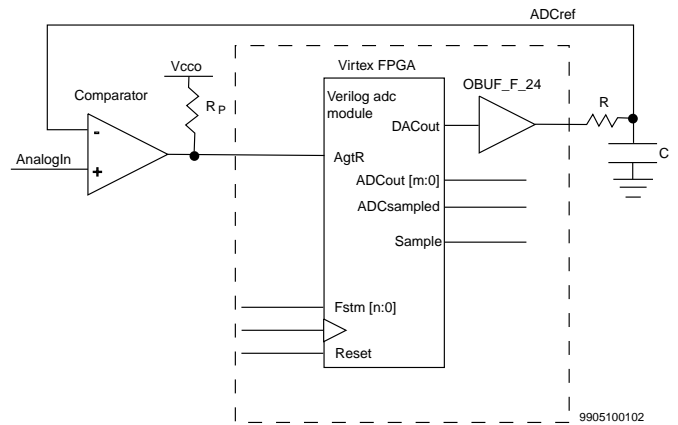 ADCref
Vcco
Virtex FPGA
OBUF_F_24
Comparator
RP
Verilog adc
module
R
DACout
-
AnalogIn
+
AgtR
C
ADCout [m:0]
ADCsampled
Sample
Fstm [n:0]
Reset
9905100102